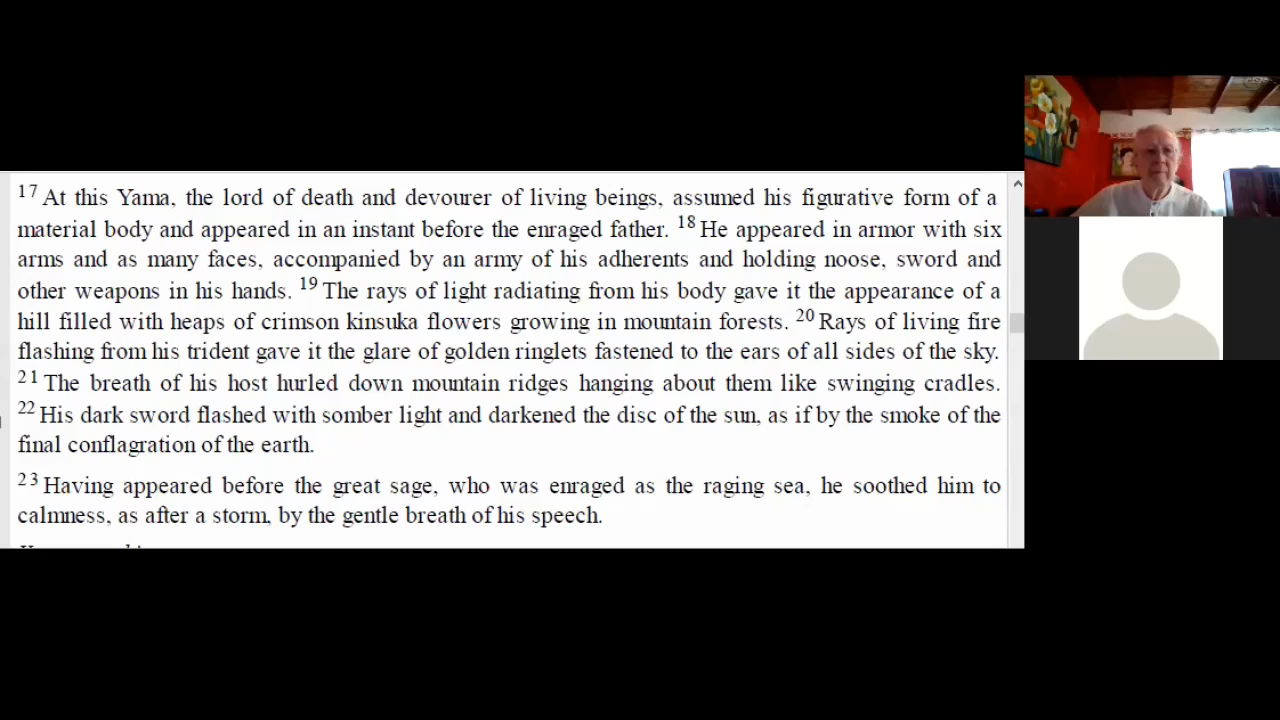 17 At this Yama, the lord of death and devourer of living beings, assumed his figurative form of a
material body and appeared in an instant before the enraged father. 18 He appeared in armor with six
arms and as many faces, accompanied by an army of his adherents and holding noose, sword and
other weapons in his hands. 19 The rays of light radiating from his body gave it the appearance of a
hill filled with heaps of crimson kinsuka flowers growing in mountain forests. 20 Rays of living fire
flashing from his trident gave it the glare of golden ringlets fastened to the ears of all sides of the sky.
21 The breath of his host hurled down mountain ridges hanging about them like swinging cradles.
22 His dark sword flashed with somber light and darkened the disc of the sun, as if by the smoke of the
final conflagration of the earth.
23 Having appeared before the great sage, who was enraged as the raging sea, he soothed him to
calmness, as after a storm, by the gentle breath of his speech.